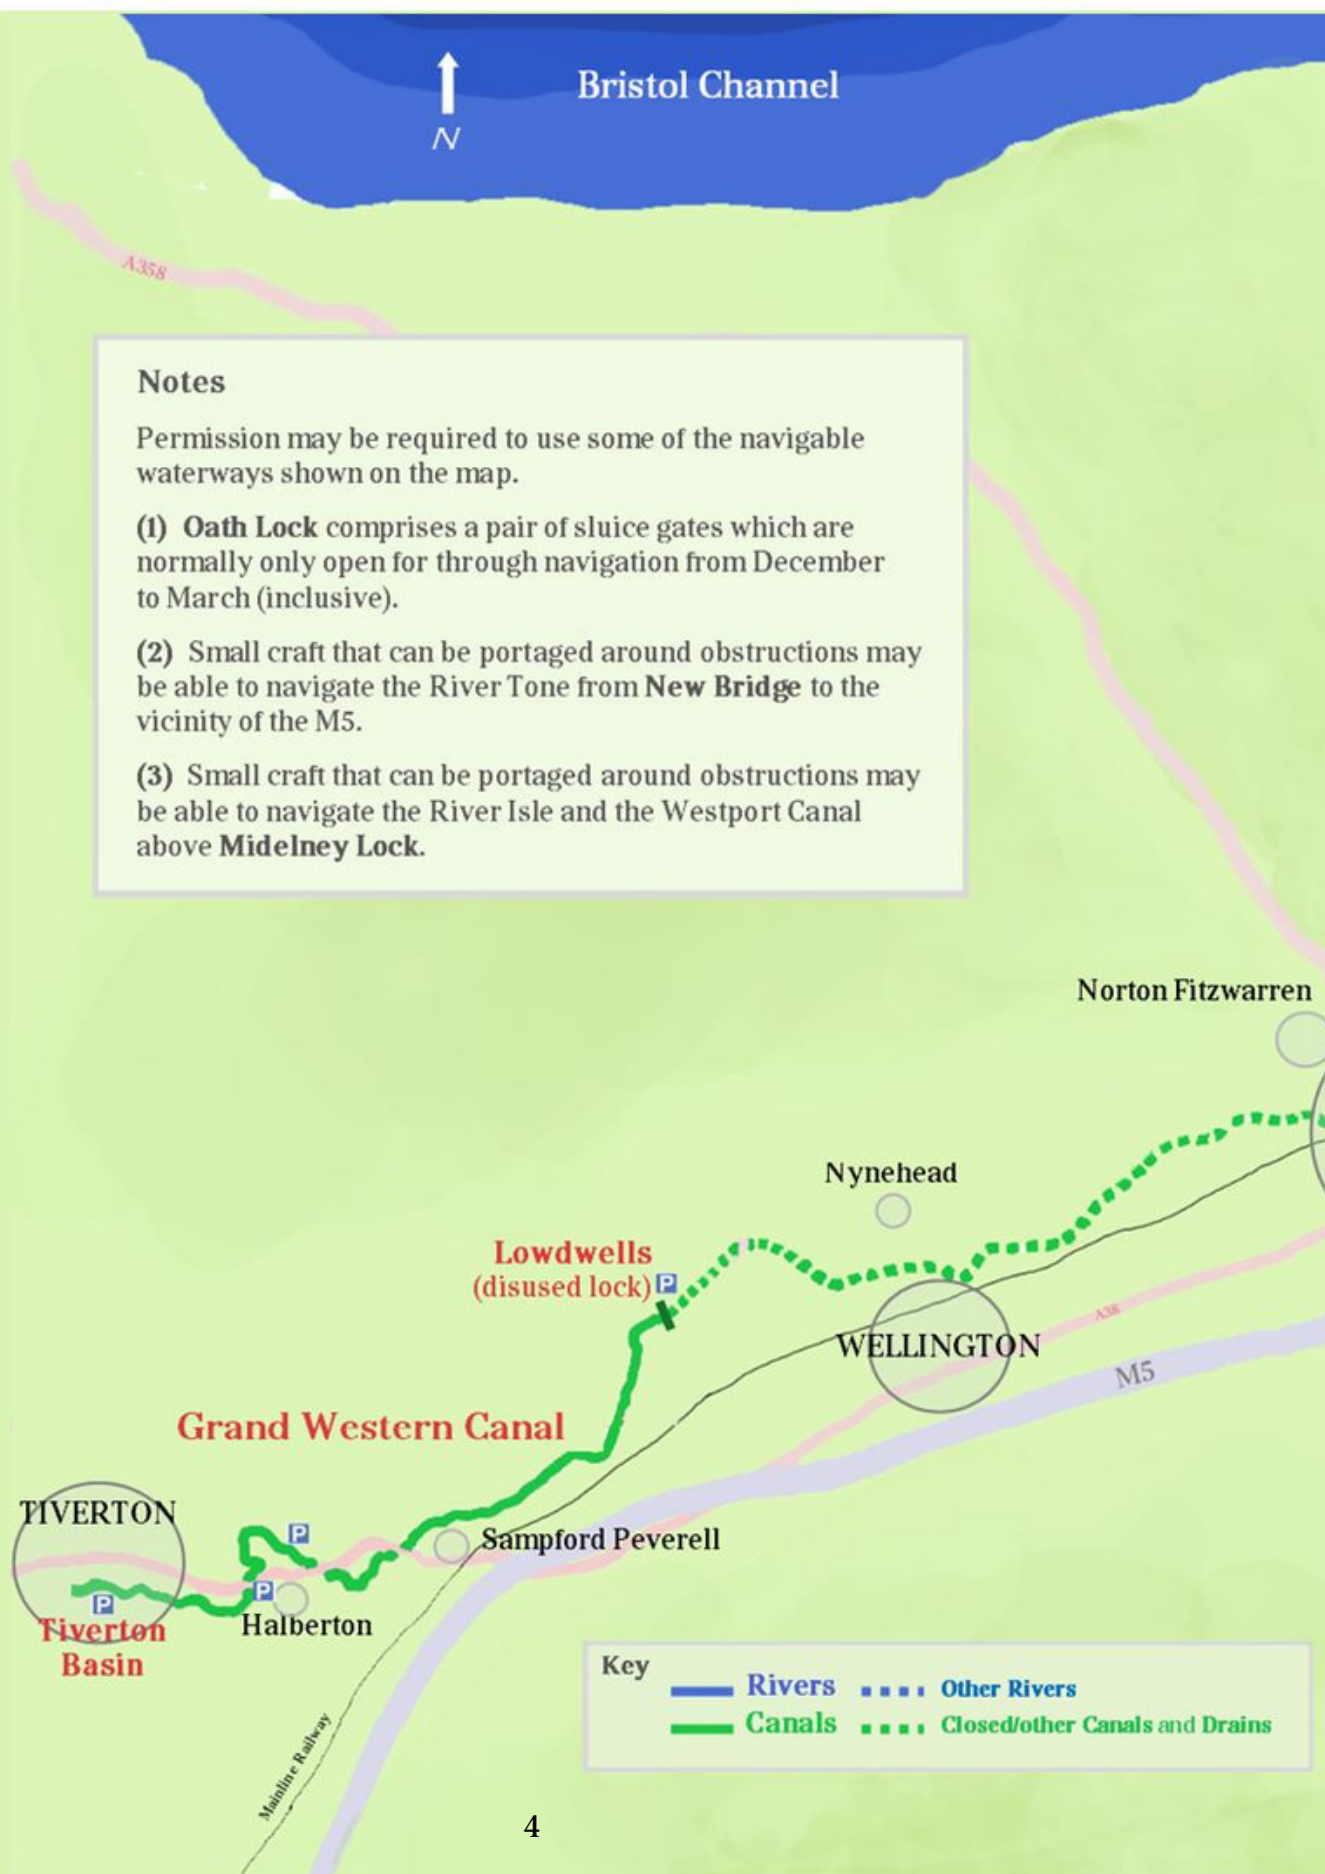 Bristol Channel
N
A358
Notes
Permission may be required to use some of the navigable
waterways shown on the map.
(1) Oath Lock comprises a pair of sluice gates which are
normally only open for through navigation from December
to March (inclusive).
(2) Small craft that can be portaged around obstructions may
be able to navigate the River Tone from New Bridge to the
vicinity of the M5.
(3) Small craft that can be portaged around obstructions may
be able to navigate the River Isle and the Westport Canal
above Midelney Lock.
Norton Fitzwarren
Nynehead
Lowdwells
(disused lock) P
A38
WELLINGTON
M5
Grand Western Canal
TIVERTON
P
Sampford Peverell
P
P
Halberton
Tiverton
Basin
Key
Rivers
Other Rivers
Canals
Closed/other Canals and Drains
Mainline Railway
4